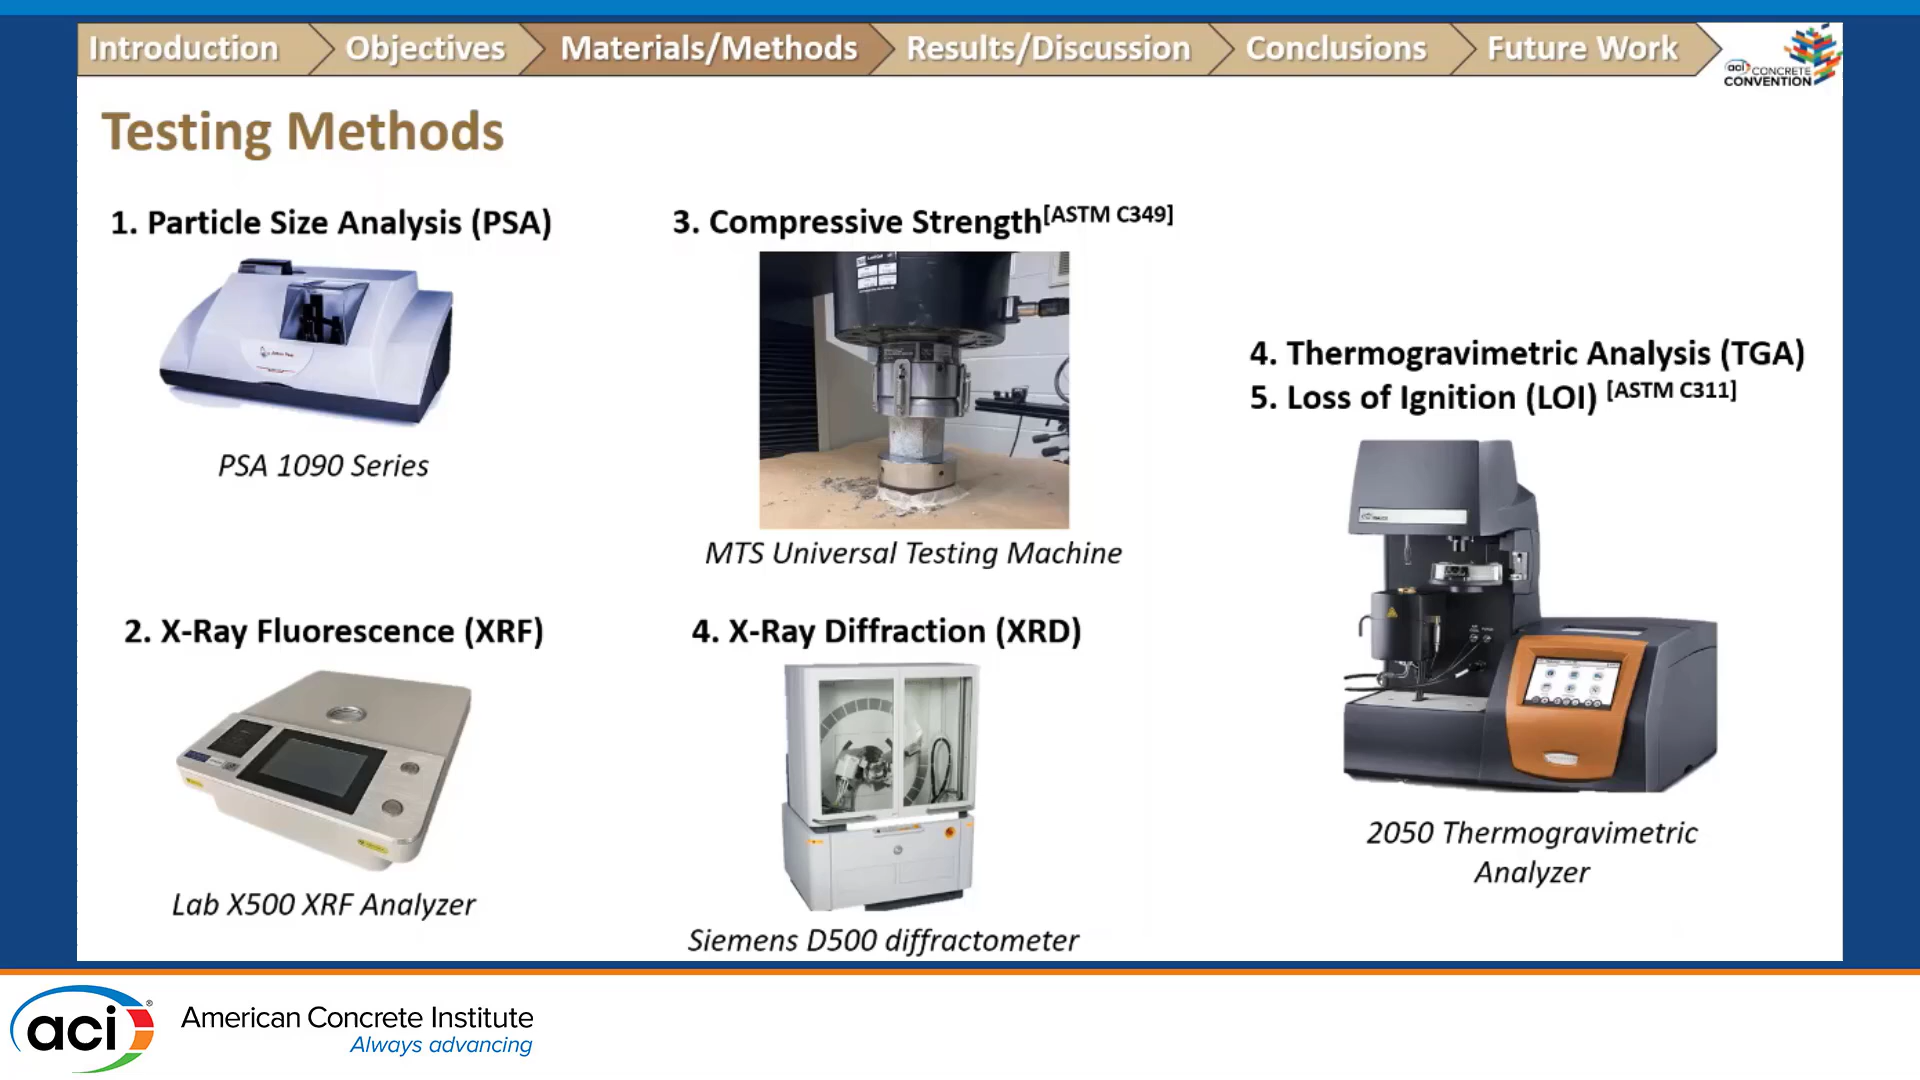 Introduction
Objectives
Materials/Methods
Results/Discussion
Conclusions
Future Work
aci CONCRETE
CONVENTION
Testing Methods
1. Particle Size Analysis (PSA)
PSA 1090 Series
2. X-Ray Fluorescence (XRF)
Lab X500 XRF Analyzer
3. Compressive Strength[ASTM C349]
MTS Universal Testing Machine
4. X-Ray Diffraction (XRD)
Siemens D500 diffractometer
4. Thermogravimetric Analysis (TGA)
5. Loss of Ignition (LOI) [ASTM C311]
2050 Thermogravimetric
Analyzer
aci®
American Concrete Institute
Always advancing